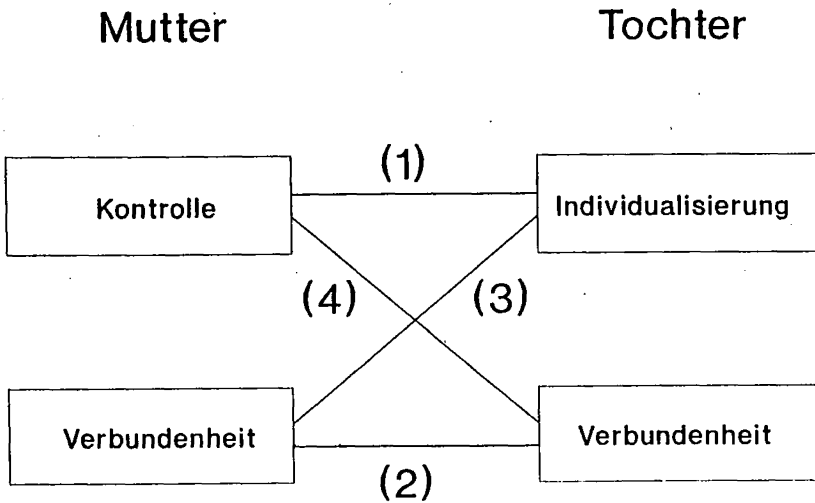 Mutter
Tochter
(1)
Kontrolle
Individualisierung
(4)
(3)
Verbundenheit
Verbundenheit
(2)